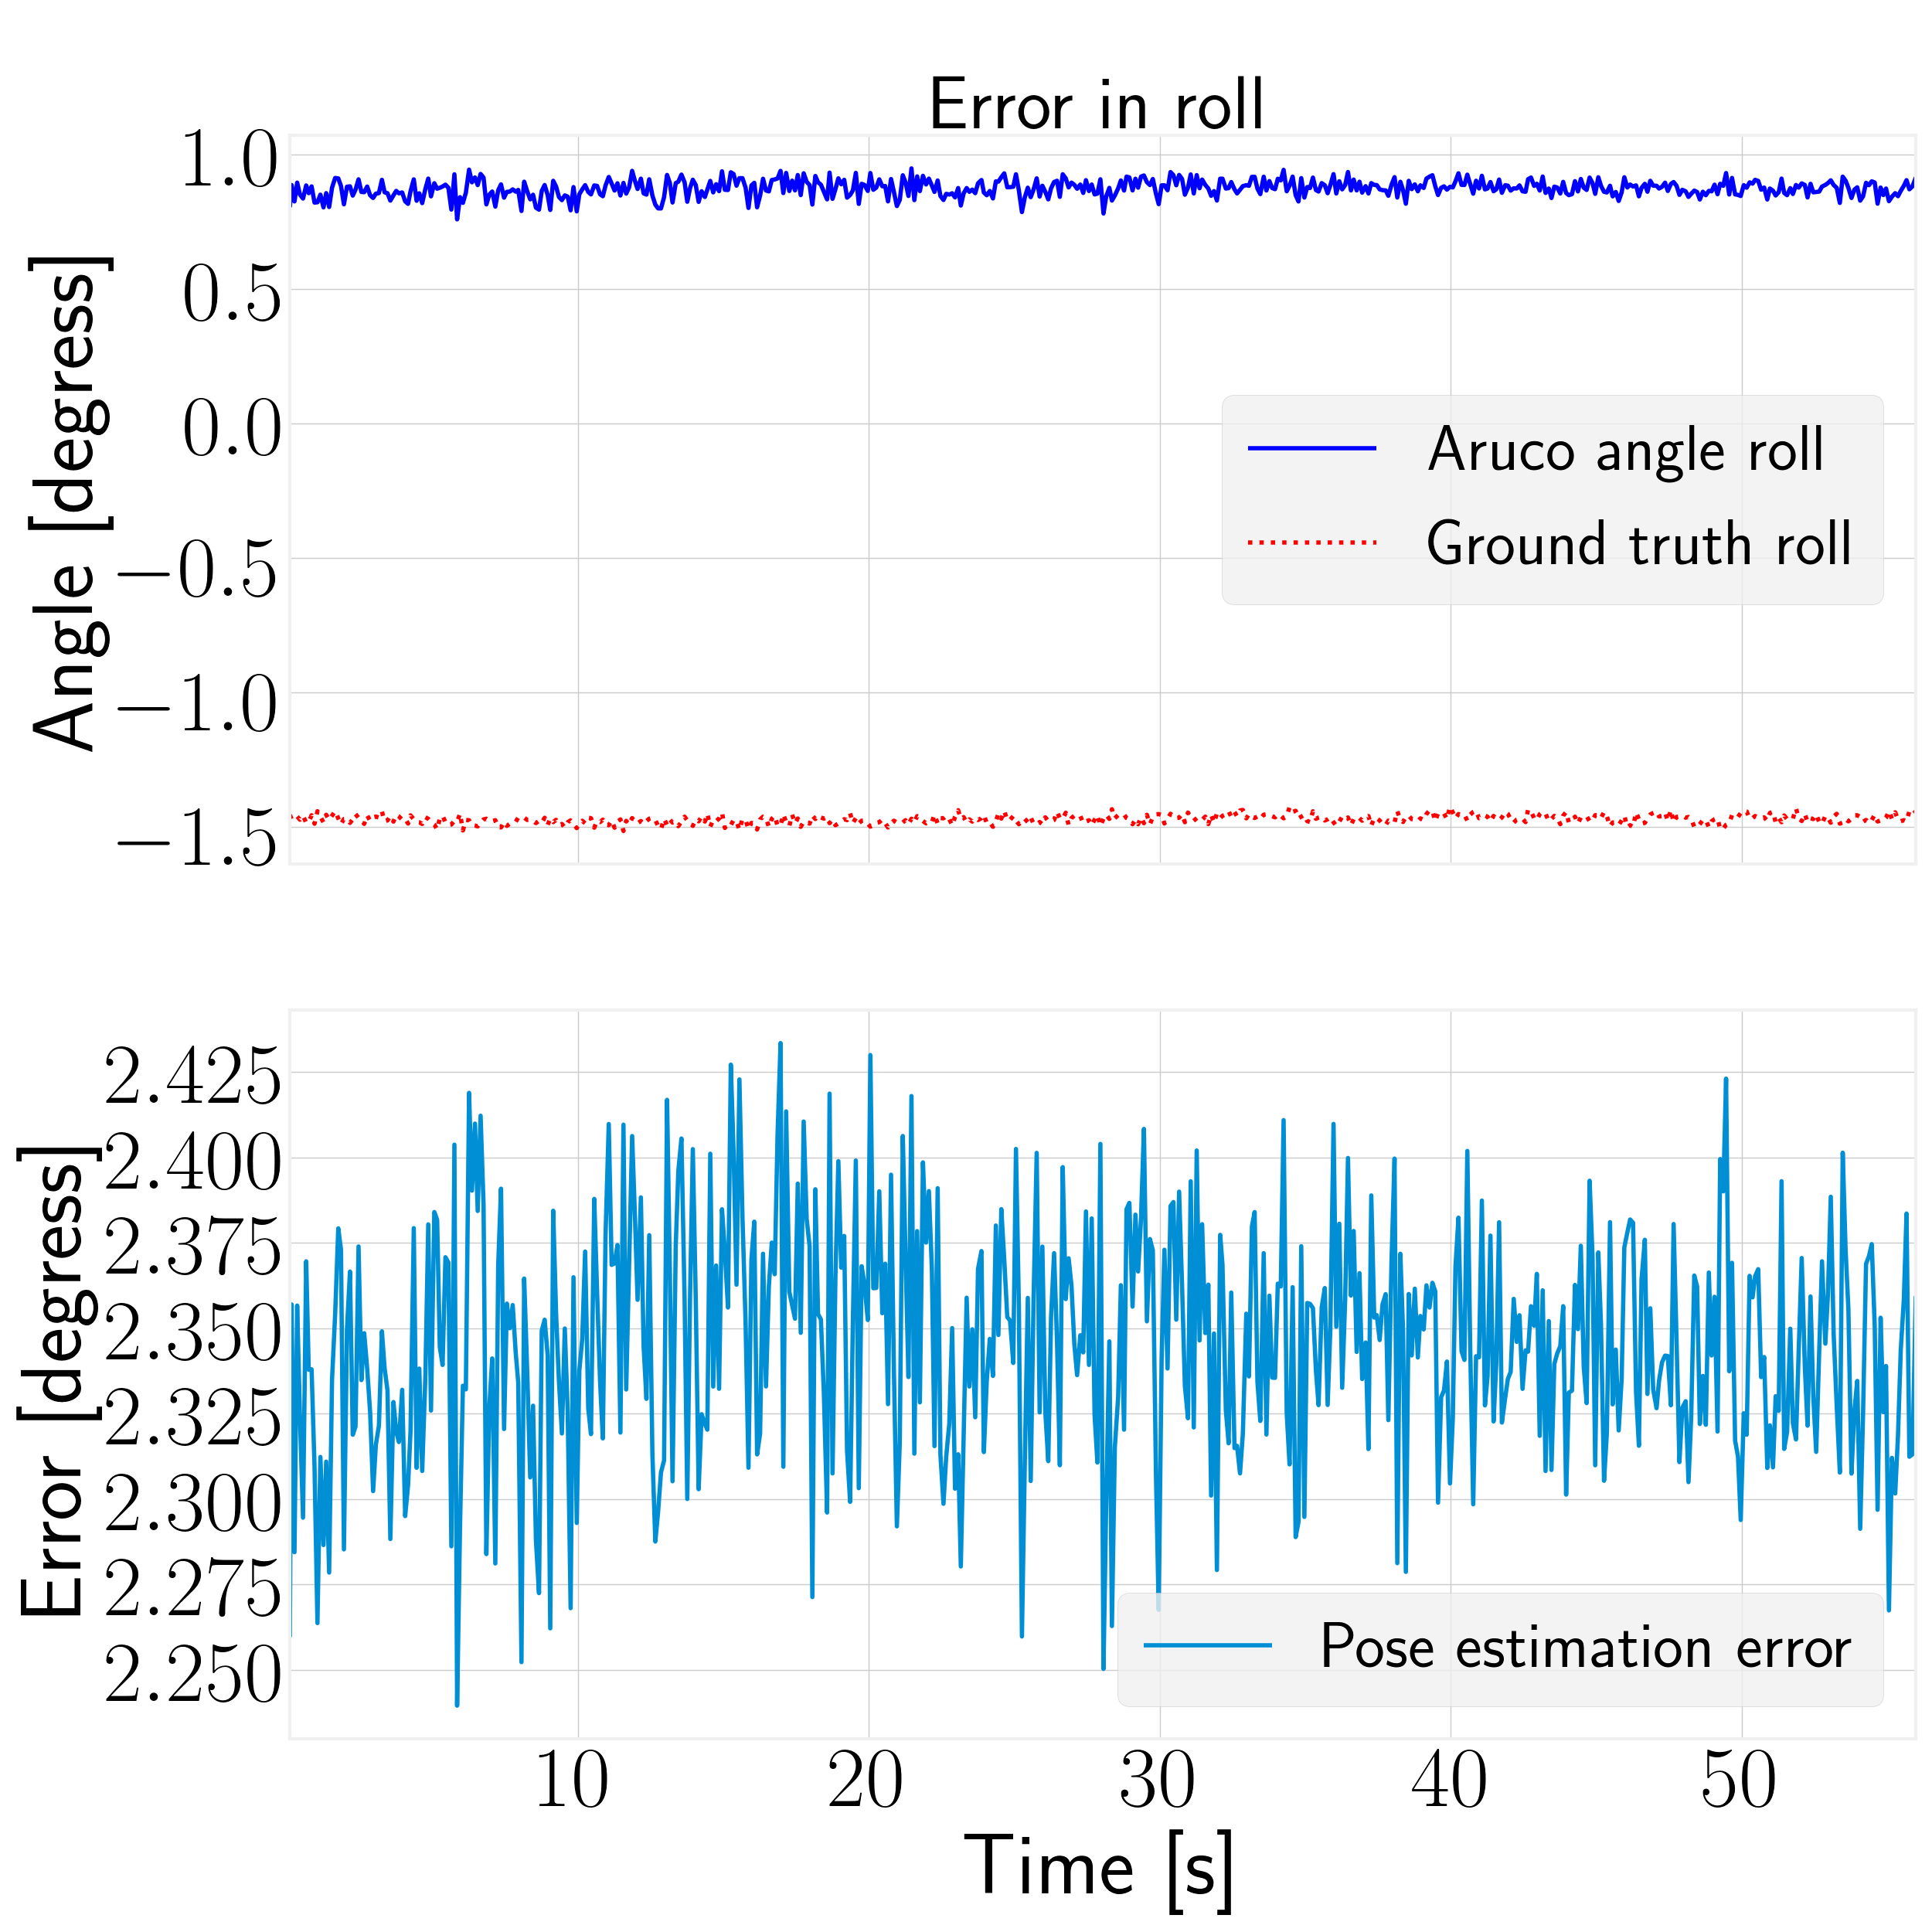 Error in roll
Angle [degress]
1.0
0.5
0.0
−0.5
−1.0
−1.5
Aruco angle roll
Ground truth roll
Error [degress]
2.425
2.400
2.375
2.350
2.325
2.300
2.275
2.250
Pose estimation error
10 20 30 40 50
Time [s]